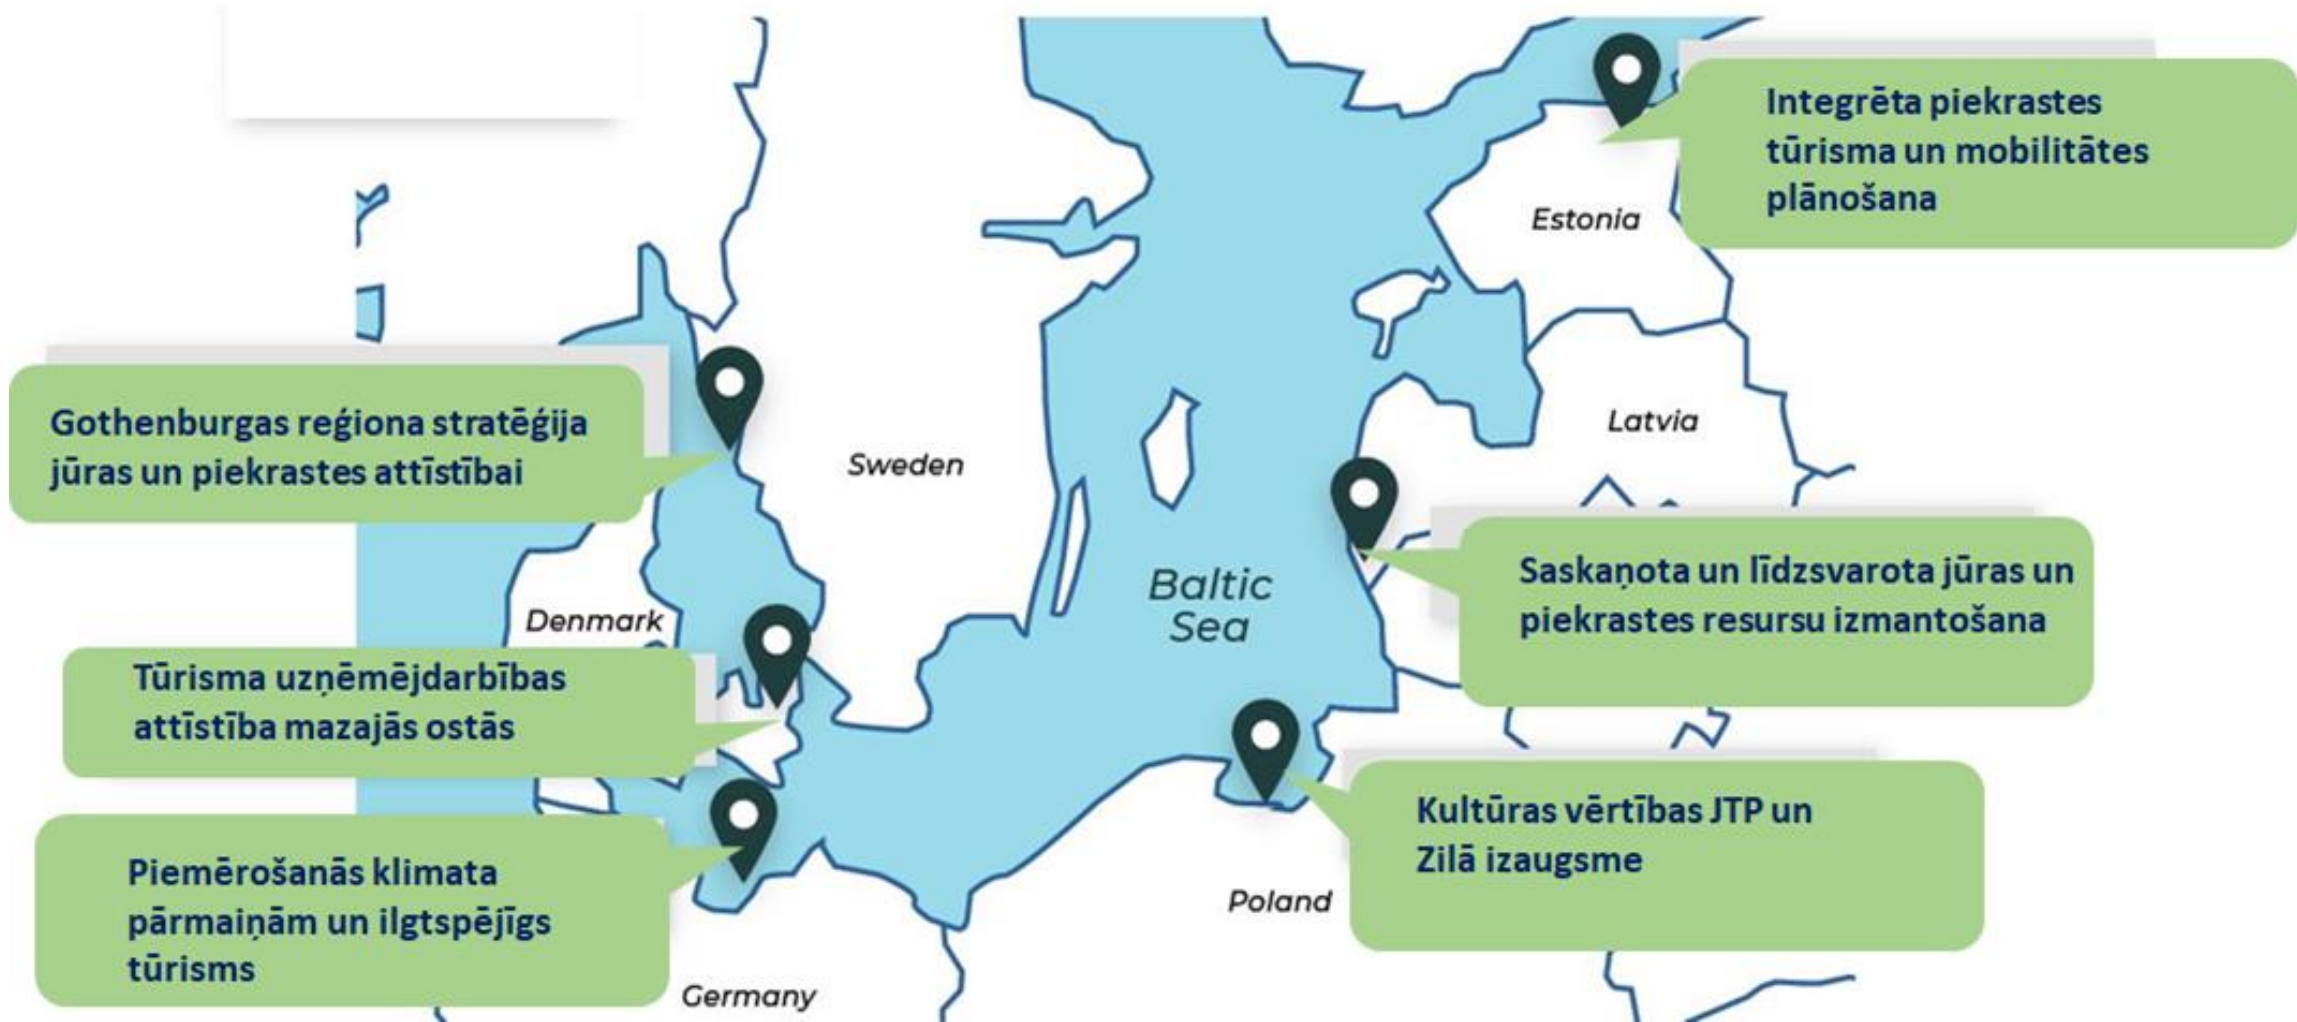 Integrēta piekrastes
tūrisma un mobilitātes
plānošana
Estonia
Gothenburgas reģiona stratēģija
jūras un piekrastes attīstībai
Latvia
Sweden
Saskaņota un līdzsvarota jūras un
piekrastes resursu izmantošana
Baltic
Sea
Denmark
Tūrisma uzņēmējdarbības
attīstība mazajās ostās
Kultūras vērtības JTP un
Zilā izaugsme
Piemērošanās klimata
pārmaiņām un ilgtspējīgs
tūrisms
Poland
Germany